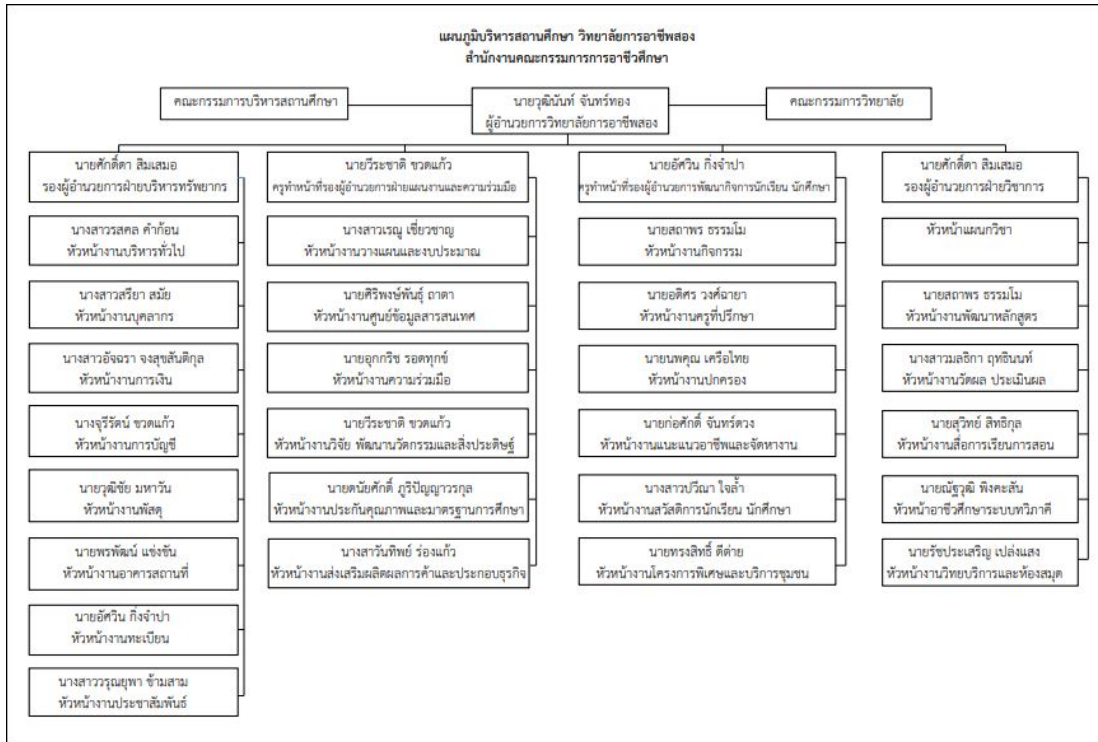 แผนภูมิบริหารสถานศึกษา วิทยาลัยการอาชีพสอง
สำนักงานคณะกรรมการการอาชีวศึกษา
คณะกรรมการบริหารสถานศึกษา
นายวุฒินันท์ จันทร์ทอง
ผู้อำนวยการวิทยาลัยการอาชีพสอง
คณะกรรมการวิทยาลัย
นายศักดิ์ดา สิมเสมอ
รองผู้อำนวยการฝ่ายบริหารทรัพยากร
นางสาวรสคล คำก้อน
หัวหน้างานบริหารทั่วไป
นางสาวสรียา สมัย
หัวหน้างานบุคลากร
นางสาวอัจฉรา จงสุขสันติกุล
หัวหน้างานการเงิน
นางจุรีรัตน์ ขวดแก้ว
หัวหน้างานการบัญชี
นายวุฒิชัย มหาวัน
หัวหน้างานพัสดุ
นายพรพัฒน์ แข่งขัน
หัวหน้างานอาคารสถานที่
นายอัศวิน กิ่งจำปา
หัวหน้างานทะเบียน
นางสาววรุณยุพา ข้ามสาม
หัวหน้างานประชาสัมพันธ์
นายวีระชาติ ขวดแก้ว
ครูทำหน้าที่รองผู้อำนวยการฝ่ายแผนงานและความร่วมมือ
นางสาวเรณู เชี่ยวชาญ
หัวหน้างานวางแผนและงบประมาณ
นายศิริพงษ์พันธุ์ ถาตา
หัวหน้างานศูนย์ข้อมูลสารสนเทศ
นายอุกกริช รอดทุกข์
หัวหน้างานความร่วมมือ
นายวีระชาติ ขวดแก้ว
หัวหน้างานวิจัย พัฒนานวัตกรรมและสิ่งประดิษฐ์
นายดนัยศักดิ์ ภูริปัญญาวรกุล
หัวหน้างานประกันคุณภาพและมาตรฐานการศึกษา
นางสาวันทิพย์ ร่องแก้ว
หัวหน้างานส่งเสริมผลิตผลการค้าและประกอบธุรกิจ
นายอัศวิน กิ่งจำปา
ครูทำหน้าที่รองผู้อำนวยการพัฒนากิจการนักเรียน นักศึกษา
นายสถาพร ธรรมโม
หัวหน้างานกิจกรรม
นายอดิศร วงศ์ฉายา
หัวหน้างานครูที่ปรึกษา
นายนพคุณ เครือไทย
หัวหน้างานปกครอง
นายก่อศักดิ์ จันทร์ดวง
หัวหน้างานแนะแนวอาชีพและจัดหางาน
นางสาวปวีณา ใจล้ำ
หัวหน้างานสวัสดิการนักเรียน นักศึกษา
นายทรงสิทธิ์ ดีต่าย
หัวหน้างานโครงการพิเศษและบริการชุมชน
นายศักดิ์ดา สิมเสมอ
รองผู้อำนวยการฝ่ายวิชาการ
หัวหน้าแผนกวิชา
นายสถาพร ธรรมโม
หัวหน้างานพัฒนาหลักสูตร
นางสาวมลธิกา ฤทธินนท์
หัวหน้างานวัดผล ประเมินผล
นายสุวิทย์ สิทธิกุล
หัวหน้างานสื่อการเรียนการสอน
นายณัฐวุฒิ พิงคะสัน
หัวหน้าอาชีวศึกษาระบบทวิภาคี
นายรัชประเสริฐ เปล่งแสง
หัวหน้างานวิทยบริการและห้องสมุด